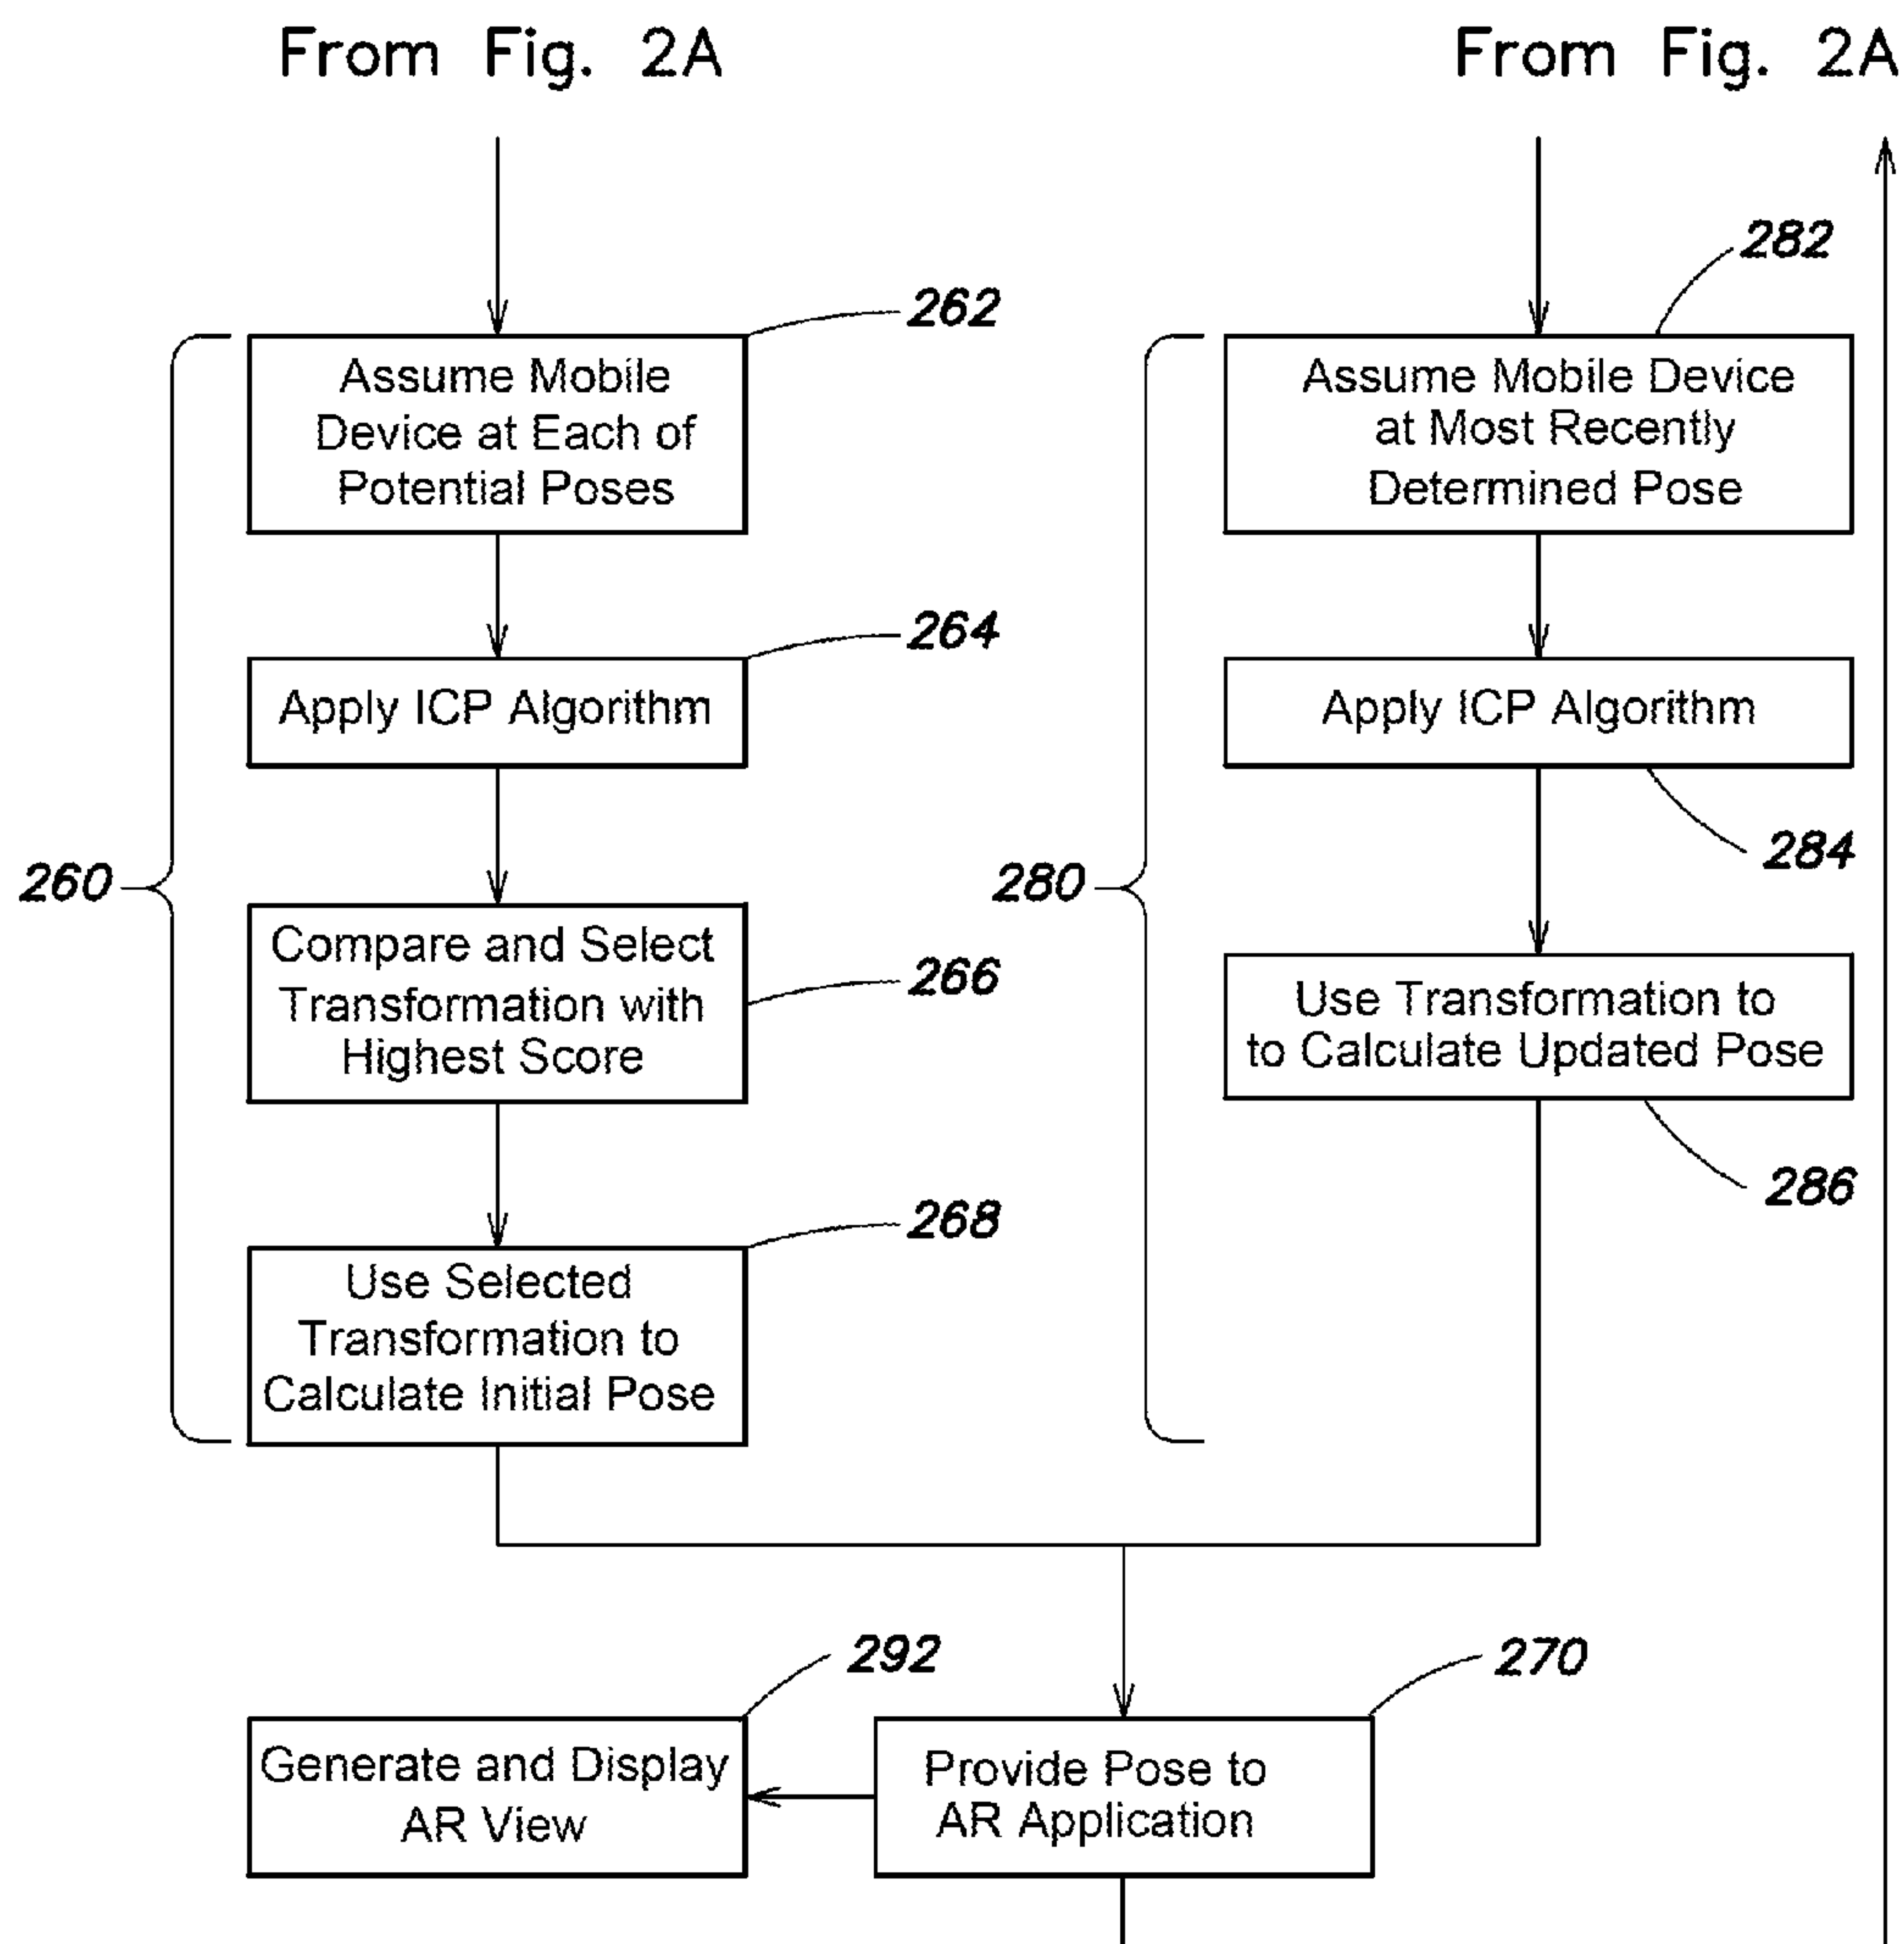 From Fig. 2A
From Fig. 2A
262
Assume Mobile
Device at Each of
Potential Poses
282
Assume Mobile Device
at Most Recently
Determined Pose
264
Apply ICP Algorithm
Apply ICP Algorithm
284
260
280
Compare and Select
Transformation with
Highest Score
266
Use Transformation to
to Calculate Updated Pose
286
268
Use Selected
Transformation to
Calculate Initial Pose
292
270
Generate and Display
AR View
Provide Pose to
AR Application